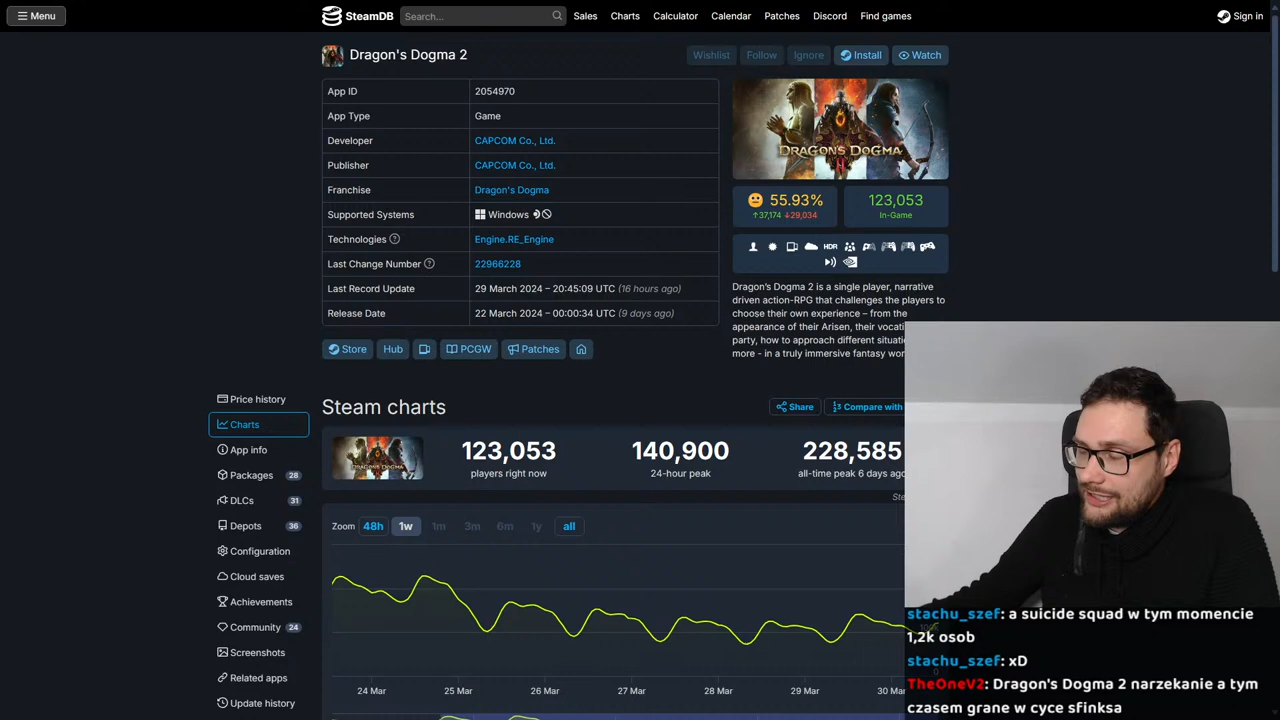 Menu
SteamDB
Search...
Sales
Charts
Calculator
Calendar
Patches
Discord
Find games
Sign in
Dragon's Dogma 2
Wishlist
Follow
Ignore
Install
Watch
App ID 2054970
App Type Game
Developer CAPCOM Co., Ltd.
Publisher CAPCOM Co., Ltd.
Franchise Dragon's Dogma
Supported Systems Windows
Technologies Engine.RE_Engine
Last Change Number 22966228
Last Record Update 29 March 2024 – 20:45:09 UTC (16 hours ago)
Release Date 22 March 2024 – 00:00:34 UTC (9 days ago)
DRAGON'S DOGMA
55.93%
↑37,174 ↓29,034
123,053
In-Game
HDR
Dragon's Dogma 2 is a single player, narrative
driven action-RPG that challenges the players to
choose their own experience – from the
appearance of their Arisen, their vocati
party, how to approach different situati
more - in a truly immersive fantasy wor
Store
Hub
PCGW
Patches
Price history
Charts
App info
Packages 28
DLCs 31
Depots 36
Configuration
Cloud saves
Achievements
Community 24
Screenshots
Related apps
Update history
Steam charts
Share
Compare with
123,053
players right now
140,900
24-hour peak
228,585
all-time peak 6 days ago
Ste
Zoom 48h 1w 1m 3m 6m 1y all
24 Mar 25 Mar 26 Mar 27 Mar 28 Mar 29 Mar 30 Mar
stachu_szef: a suicide squad w tym momencie
1,2k osob
stachu_szef: xD
TheOneV2: Dragon's Dogma 2 narzekanie a tym
czasem grane w cyce sfinksa